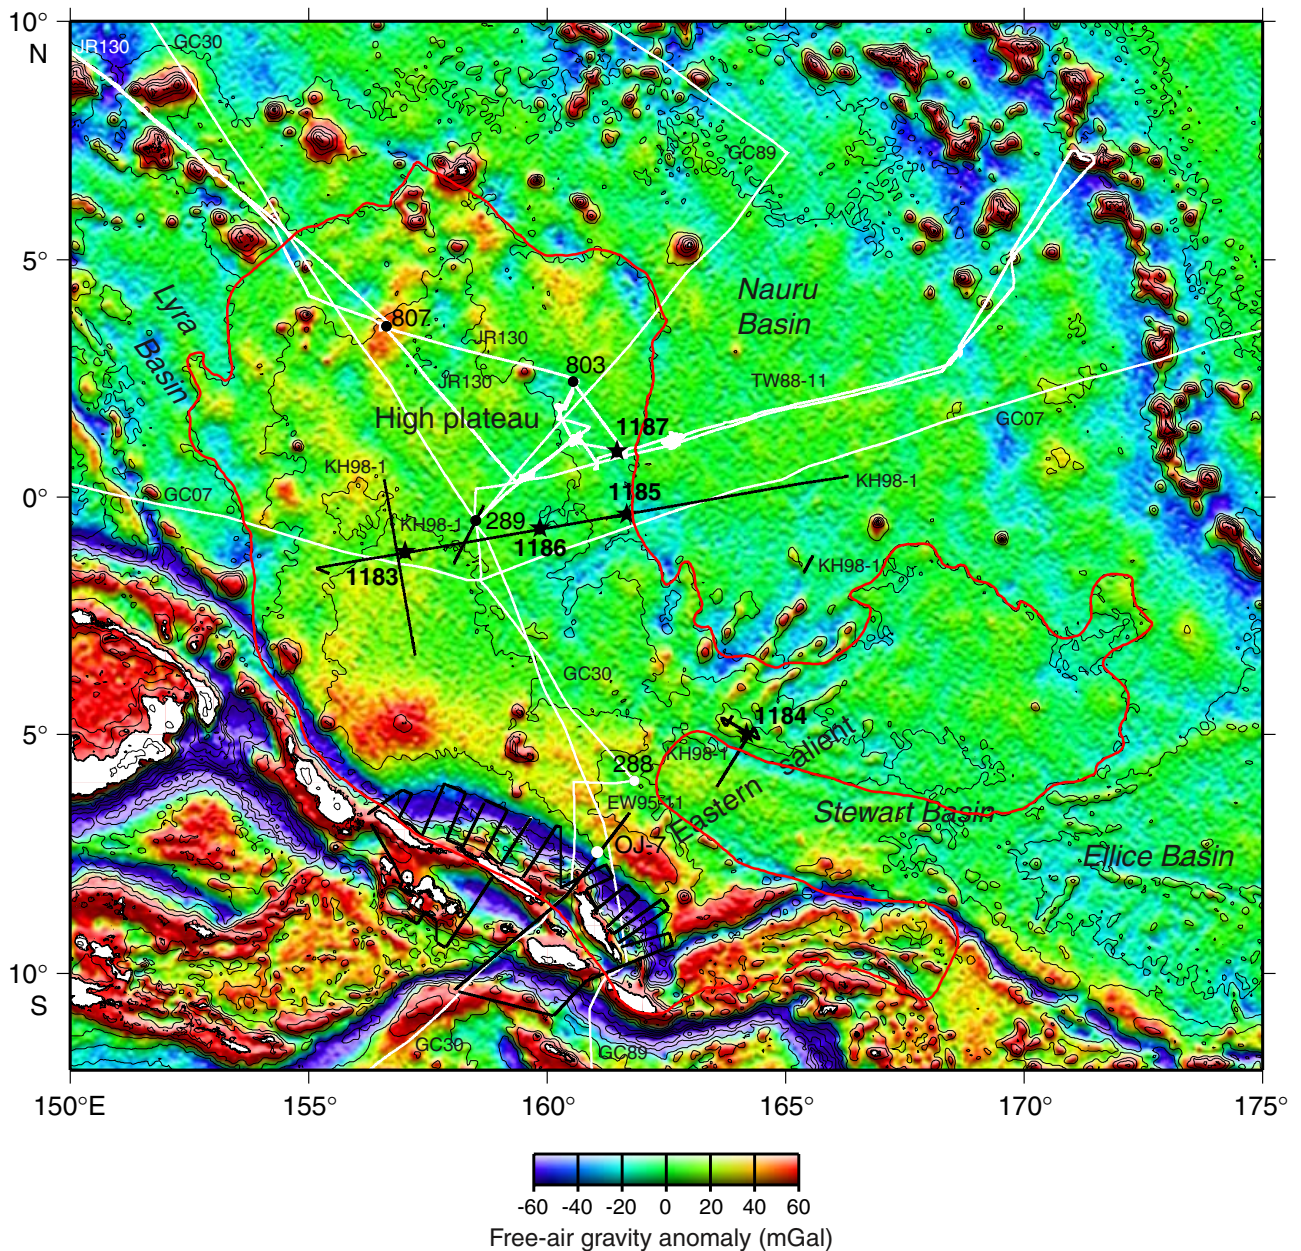 10°
N
JR130
GC30
GC89
5°
Nauru
Basin
Lyra
Basin
807
JR130
803
JR130
TW88-11
High plateau
GC07
1187
KH98-1
GC07
1185
KH98-1
0°
KH98-1
289
1186
1183
KH98-1
GC30
1184
5°
KH98-1
288
Eastern salient
EW95-11
Stewart Basin
OJ-7
Ellice Basin
10°
S
GC30
GC89
150°E
155°
160°
165°
170°
175°
-60 -40 -20 0 20 40 60
Free-air gravity anomaly (mGal)